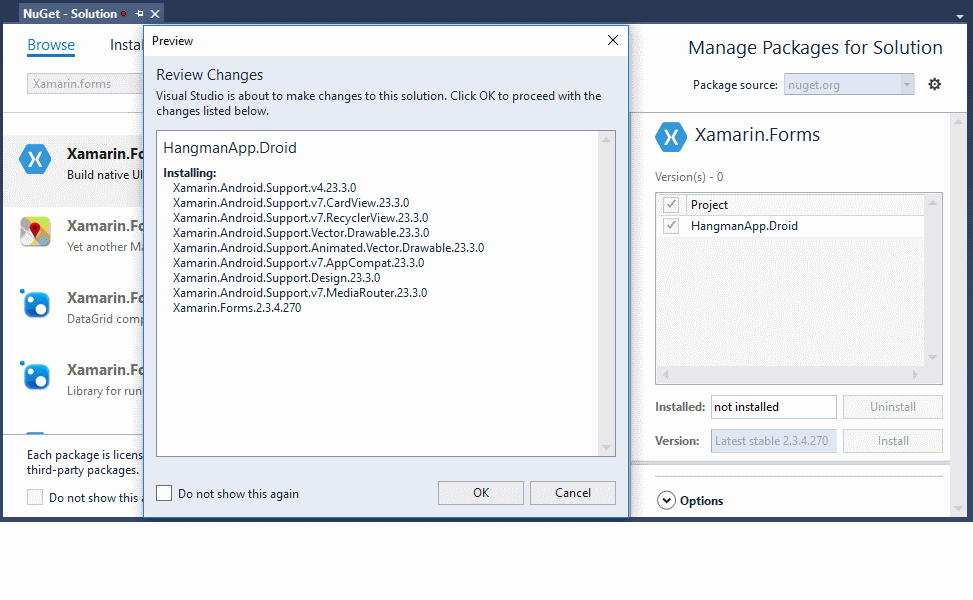 NuGet - Solution
Browse
Instal
Xamarin.forms
Xamarin.Fo
Build native UI
Xamarin.Fo
Yet another Ma
Xamarin.Fo
DataGrid comp
Xamarin.Fo
Library for run
Each package is licens
third-party packages.
Do not show this a
Preview
Review Changes
Visual Studio is about to make changes to this solution. Click OK to proceed with the
changes listed below.
HangmanApp.Droid
Installing:
Xamarin.Android.Support.v4.23.3.0
Xamarin.Android.Support.v7.CardView.23.3.0
Xamarin.Android.Support.v7.RecyclerView.23.3.0
Xamarin.Android.Support.Vector.Drawable.23.3.0
Xamarin.Android.Support.Animated.Vector.Drawable.23.3.0
Xamarin.Android.Support.v7.AppCompat.23.3.0
Xamarin.Android.Support.Design.23.3.0
Xamarin.Android.Support.v7.MediaRouter.23.3.0
Xamarin.Forms.2.3.4.270
Do not show this again
OK
Cancel
Manage Packages for Solution
Package source: nuget.org
Xamarin.Forms
Version(s) - 0
Project
HangmanApp.Droid
Installed: not installed Uninstall
Version: Latest stable 2.3.4.270 Install
Options